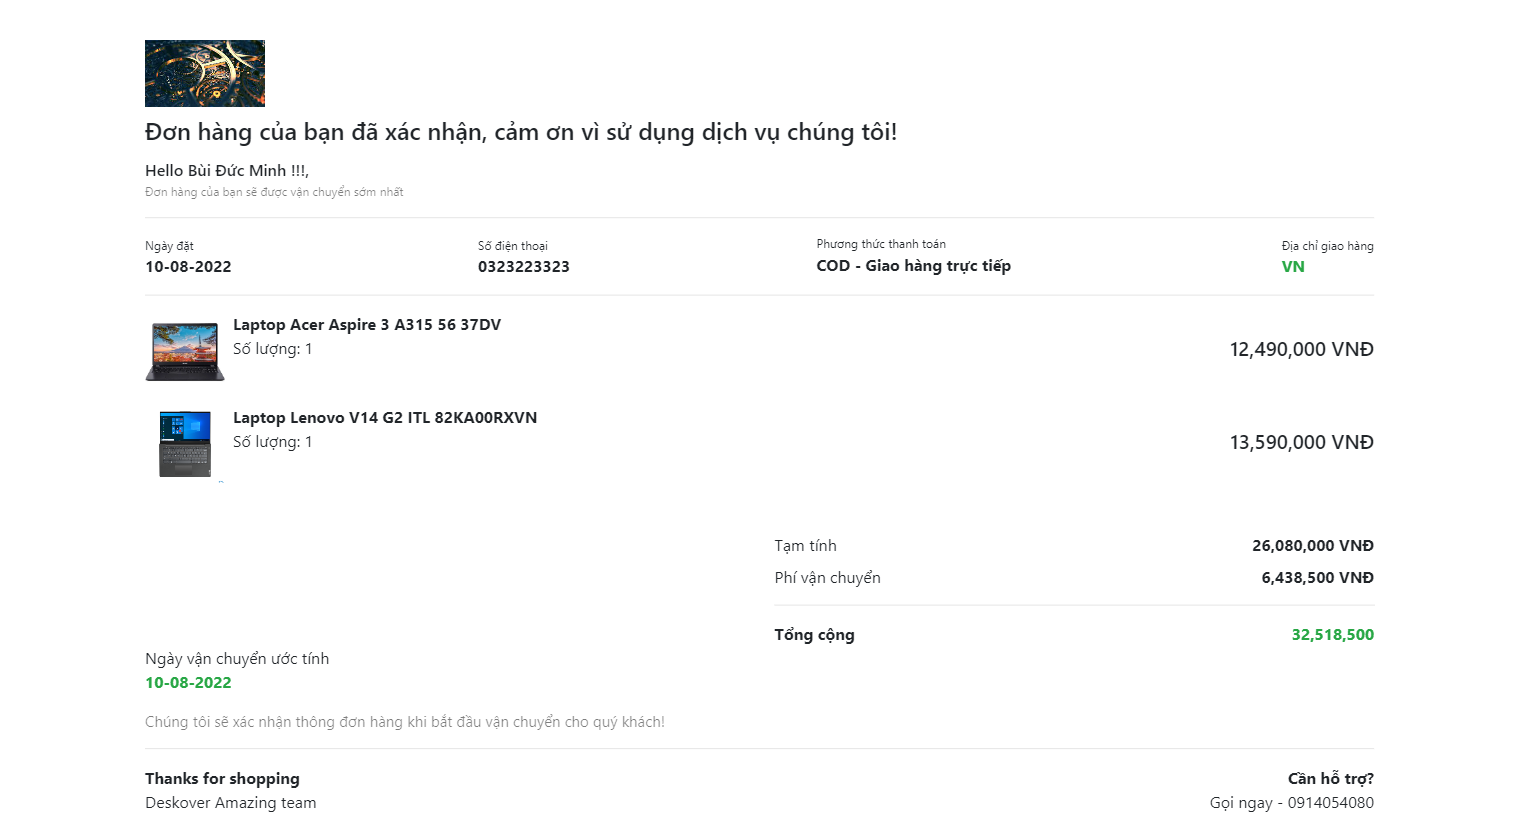 Đơn hàng của bạn đã xác nhận, cảm ơn vì sử dụng dịch vụ chúng tôi!
Hello Bùi Đức Minh !!!,
Đơn hàng của bạn sẽ được vận chuyển sớm nhất
Ngày đặt
10-08-2022
Số điện thoại
0323223323
Phương thức thanh toán
COD - Giao hàng trực tiếp
Địa chỉ giao hàng
VN
Laptop Acer Aspire 3 A315 56 37DV
Số lượng: 1
12,490,000 VNĐ
Laptop Lenovo V14 G2 ITL 82KA00RXVN
Số lượng: 1
13,590,000 VNĐ
Tạm tính 26,080,000 VNĐ
Phí vận chuyển 6,438,500 VNĐ
Tổng cộng 32,518,500
Ngày vận chuyển ước tính
10-08-2022
Chúng tôi sẽ xác nhận thông đơn hàng khi bắt đầu vận chuyển cho quý khách!
Thanks for shopping
Deskover Amazing team
Cần hỗ trợ?
Gọi ngay - 0914054080